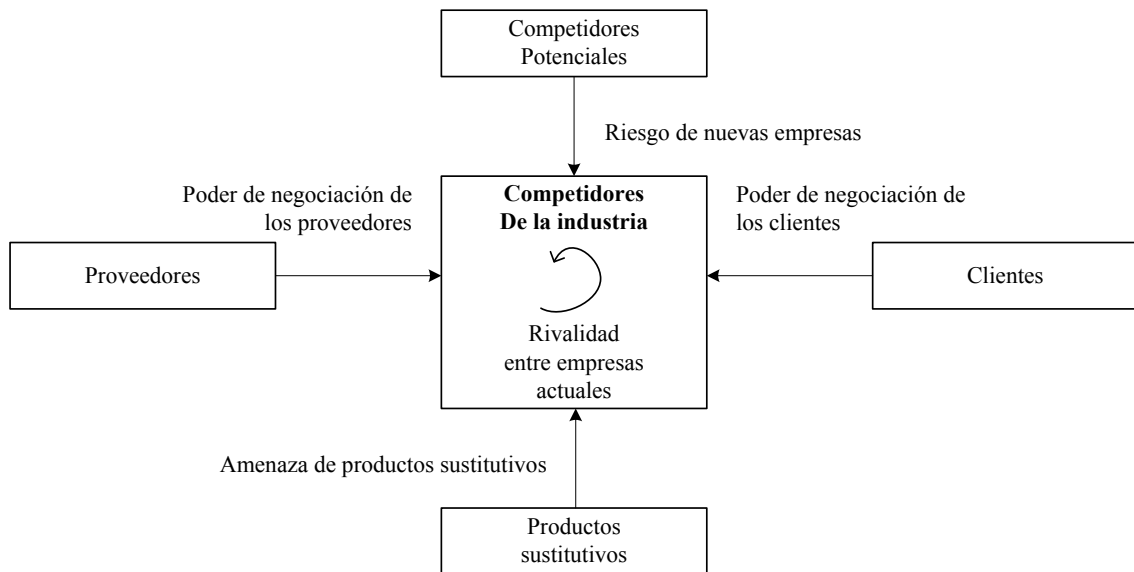 Competidores
Potenciales
Riesgo de nuevas empresas
Poder de negociación de
los proveedores
Competidores
De la industria
Poder de negociación de
los clientes
Proveedores
Clientes
Rivalidad
entre empresas
actuales
Amenaza de productos sustitutivos
Productos
sustitutivos